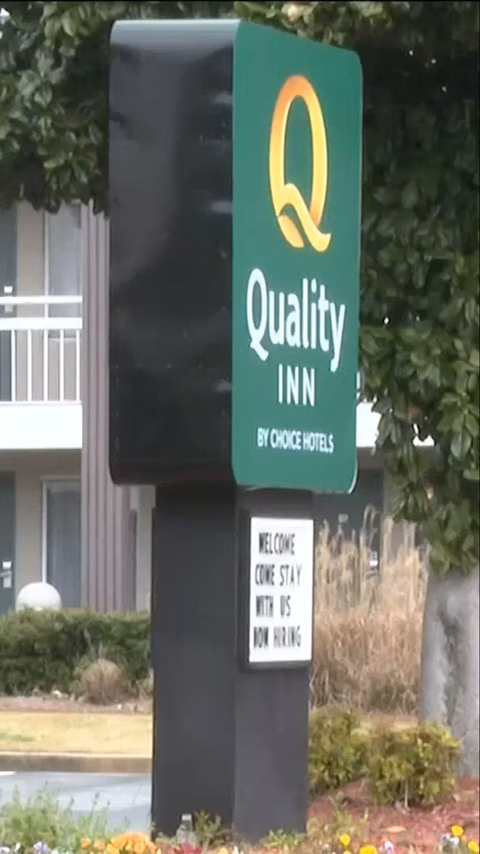 Q
Quality
INN
BY CHOICE HOTELS
WELCOME
COME STAY
WITH US
NOW HIRING